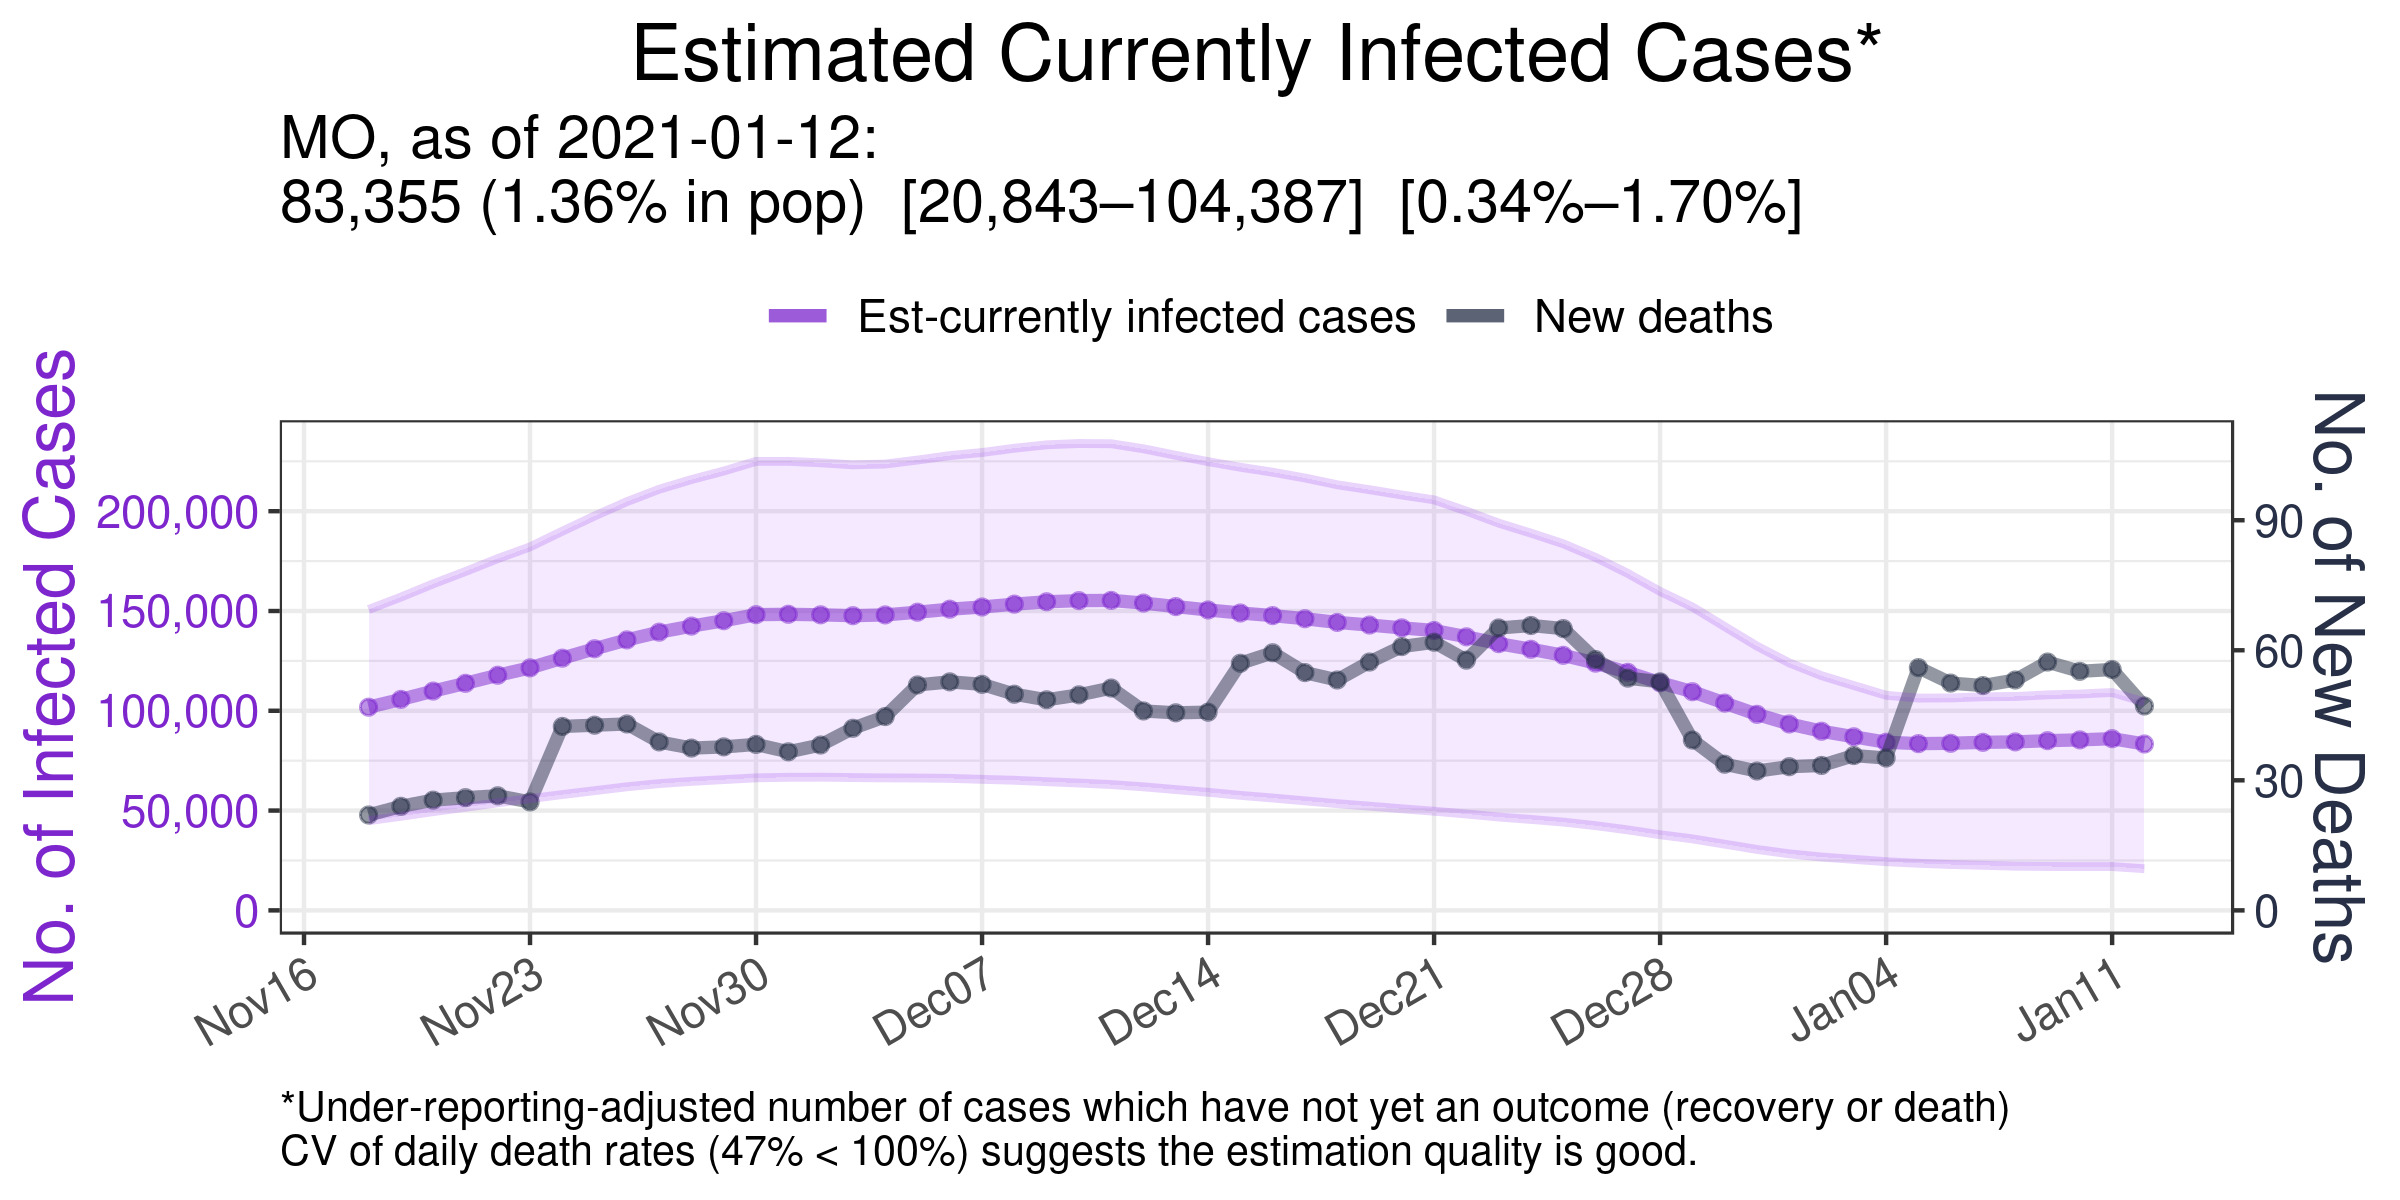 Estimated Currently Infected Cases*
MO, as of 2021-01-12:
83,355 (1.36% in pop)  [20,843–104,387]  [0.34%–1.70%]
Est-currently infected cases
New deaths
No. of Infected Cases
200,000
150,000
100,000
50,000
0
90
60
30
0
No. of New Deaths
Nov16
Nov23
Nov30
Dec07
Dec14
Dec21
Dec28
Jan04
Jan11
*Under-reporting-adjusted number of cases which have not yet an outcome (recovery or death)
CV of daily death rates (47% < 100%) suggests the estimation quality is good.